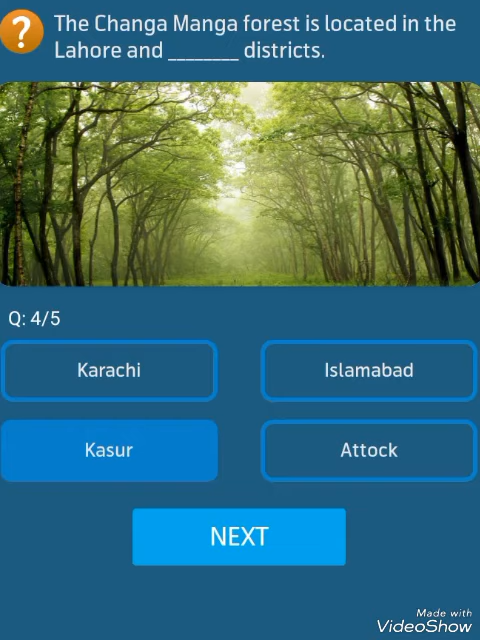 ?
The Changa Manga forest is located in the
Lahore and ________ districts.
Q: 4/5
Karachi
Islamabad
Kasur
Attock
NEXT
Made with
VideoShow